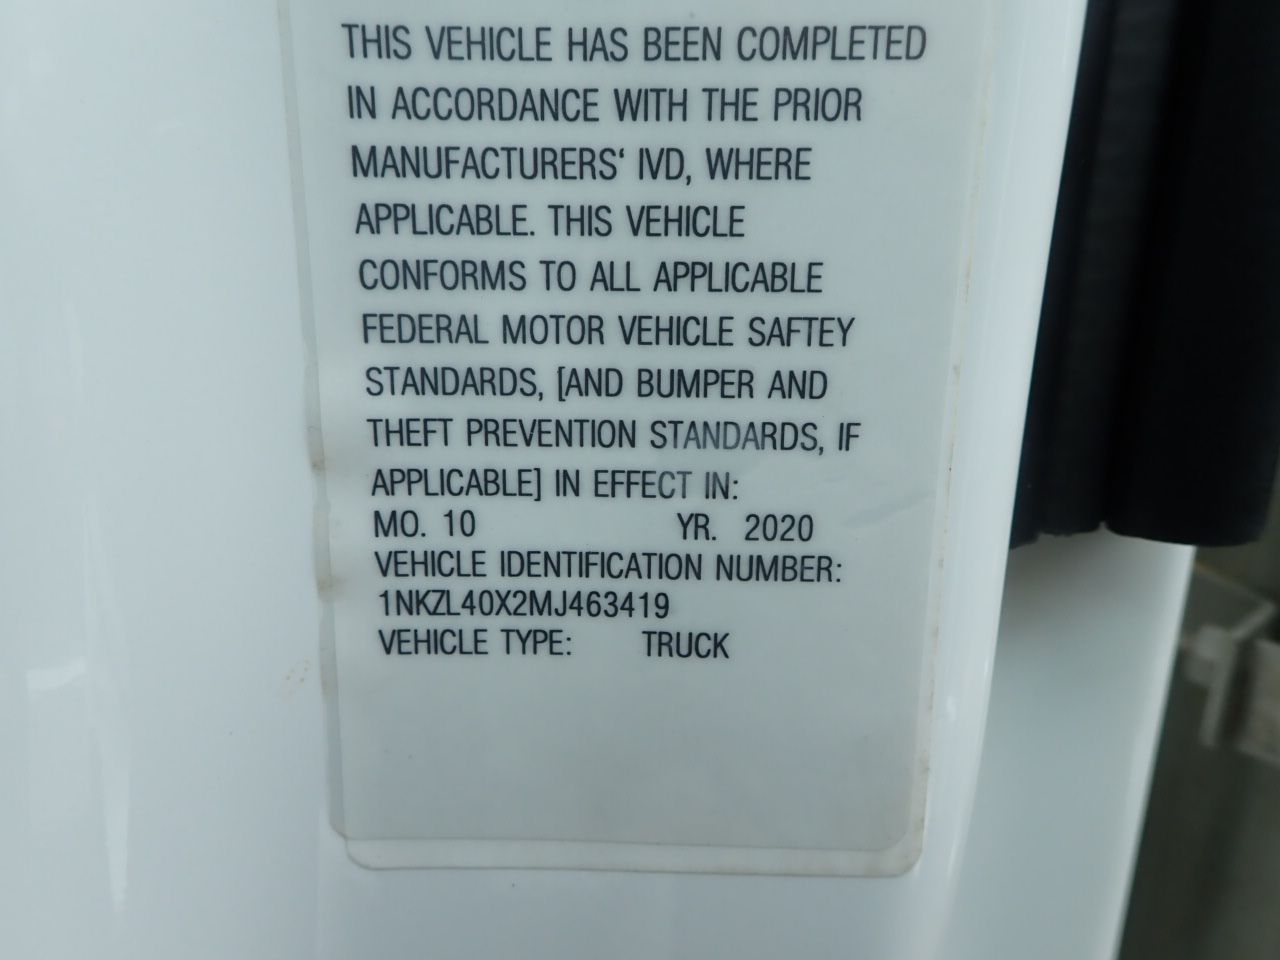 THIS VEHICLE HAS BEEN COMPLETED
IN ACCORDANCE WITH THE PRIOR
MANUFACTURERS‘ IVD, WHERE
APPLICABLE. THIS VEHICLE
CONFORMS TO ALL APPLICABLE
FEDERAL MOTOR VEHICLE SAFTEY
STANDARDS, [AND BUMPER AND
THEFT PREVENTION STANDARDS, IF
APPLICABLE] IN EFFECT IN:
MO. 10 YR. 2020
VEHICLE IDENTIFICATION NUMBER:
1NKZL40X2MJ463419
VEHICLE TYPE: TRUCK